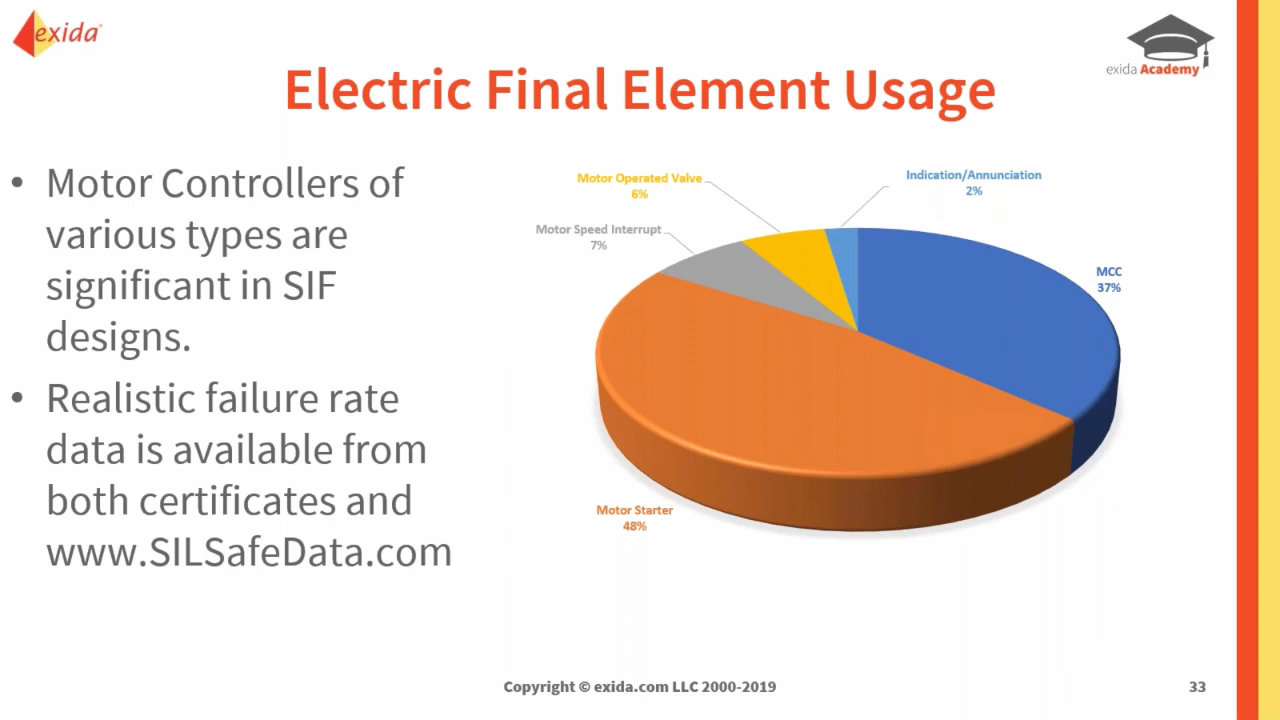 exida
exida Academy
Electric Final Element Usage
• Motor Controllers of
various types are
significant in SIF
designs.
• Realistic failure rate
data is available from
both certificates and
www.SILSafeData.com
Motor Operated Valve
6%
Indication/Annunciation
2%
Motor Speed Interrupt
7%
MCC
37%
Motor Starter
48%
Copyright © exida.com LLC 2000-2019
33